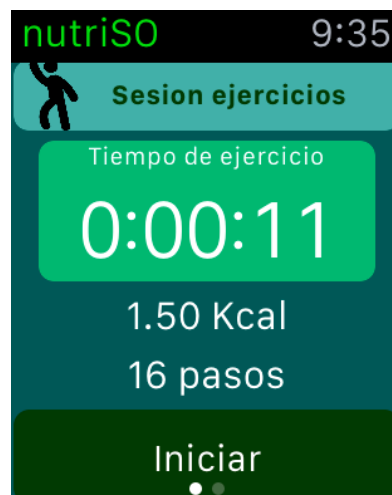 nutriSO 9:35
Sesion ejercicios
Tiempo de ejercicio
0:00:11
1.50 Kcal
16 pasos
Iniciar